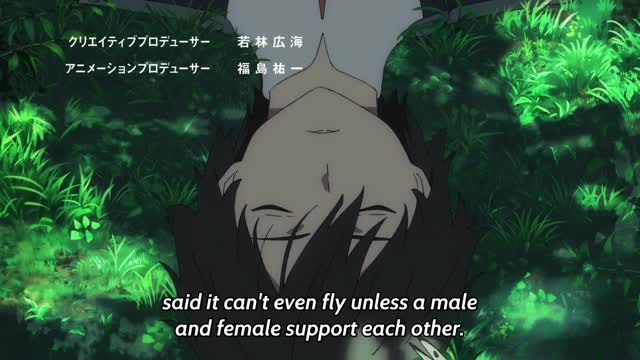 クリエイティブプロデューサー 若林広海
アニメーションプロデューサー 福島祐一
said it can't even fly unless a male
and female support each other.